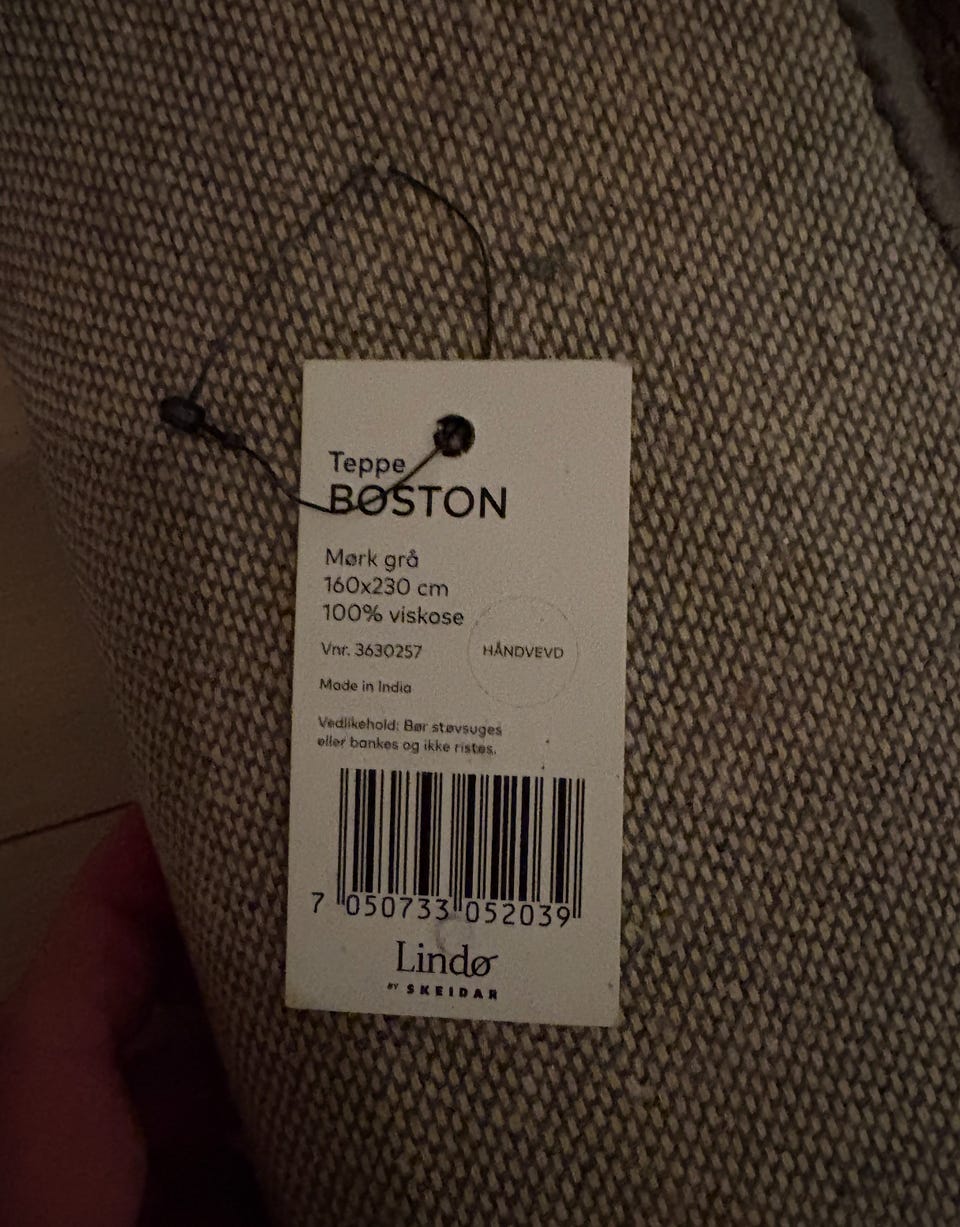 Teppe
BOSTON
Mørk grå
160x230 cm
100% viskose
Vnr. 3630257
HÅNDVEVD
Made in India
Vedlikehold: Bør støvsuges
eller bankes og ikke ristes.
7 050733 052039
Lindø
BY SKEIDAR